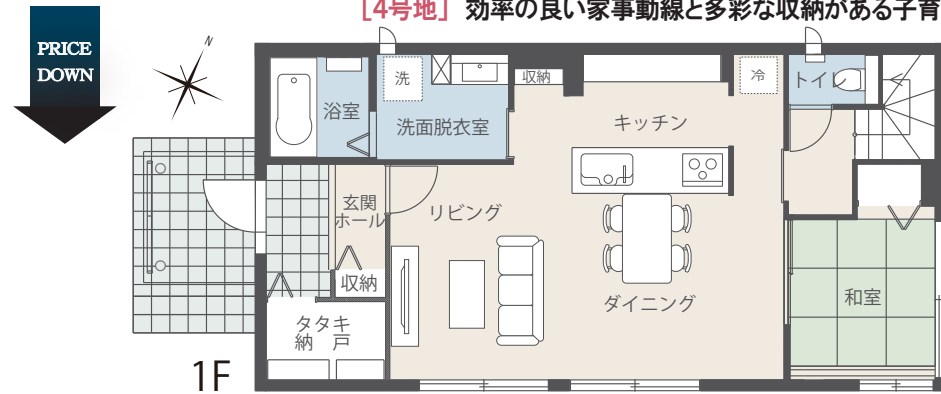 [4号地] 効率の良い家事動線と多彩な収納がある子育
PRICE
DOWN
N
洗
収納
冷
トイレ
浴室
洗面脱衣室
キッチン
玄関
ホール
リビング
収納
ダイニング
和室
タタキ
納戸
1F